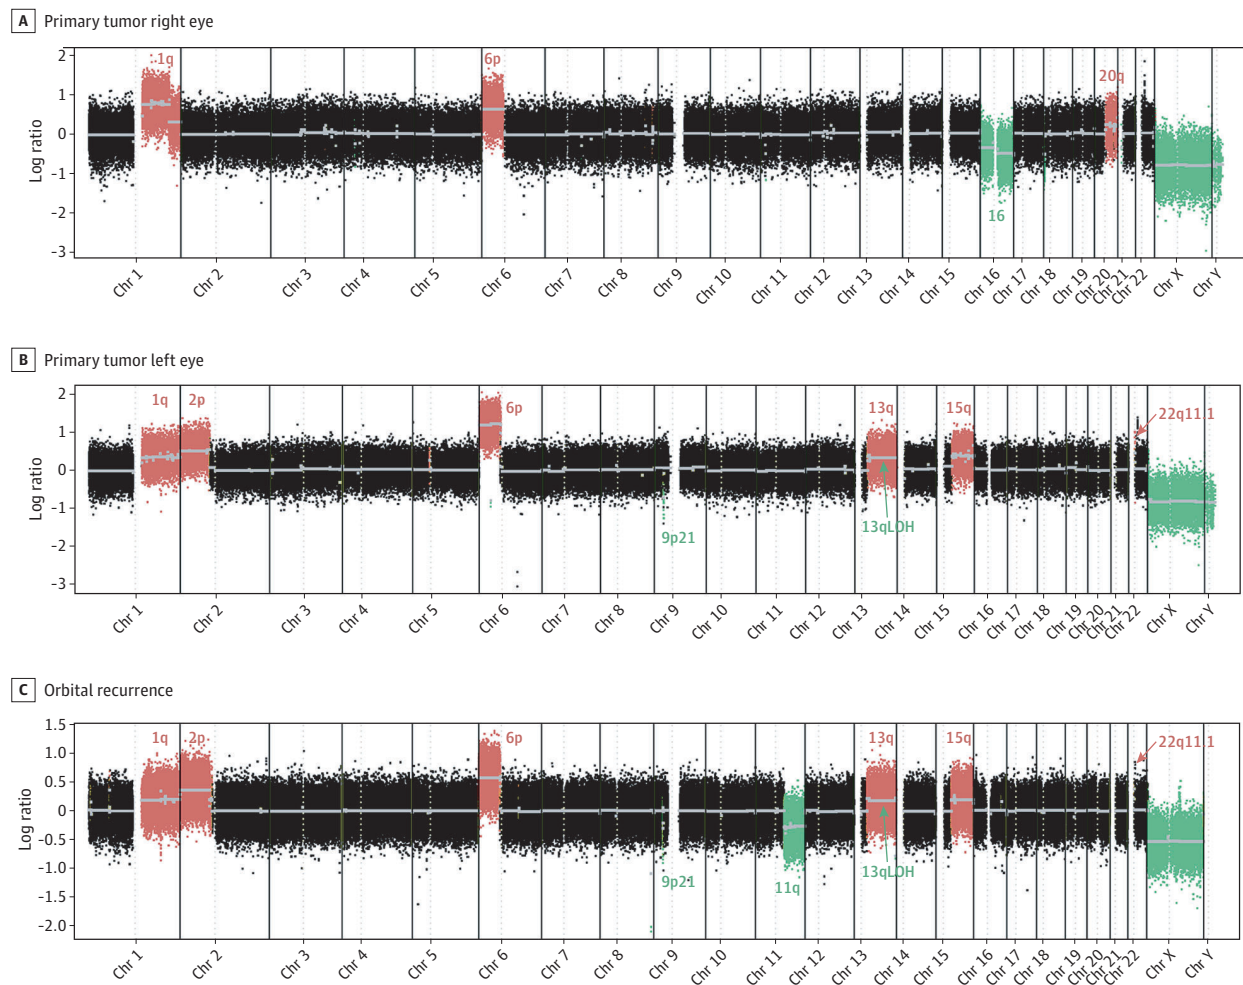 A Primary tumor right eye
2
1
0
-1
-2
-3
Log ratio
1q
6p
20q
16
Chr 1
Chr 2
Chr 3
Chr 4
Chr 5
Chr 6
Chr 7
Chr 8
Chr 9
Chr 10
Chr 11
Chr 12
Chr 13
Chr 14
Chr 15
Chr 16
Chr 17
Chr 18
Chr 19
Chr 20
Chr 21
Chr 22
Chr X
Chr Y
B Primary tumor left eye
2
1
0
-1
-2
-3
Log ratio
1q
2p
6p
13q
15q
22q11.1
9p21
13qLOH
Chr 1
Chr 2
Chr 3
Chr 4
Chr 5
Chr 6
Chr 7
Chr 8
Chr 9
Chr 10
Chr 11
Chr 12
Chr 13
Chr 14
Chr 15
Chr 16
Chr 17
Chr 18
Chr 19
Chr 20
Chr 21
Chr 22
Chr X
Chr Y
C Orbital recurrence
1.5
1.0
0.5
0
-0.5
-1.0
-1.5
-2.0
Log ratio
1q
2p
6p
13q
15q
22q11.1
9p21
11q
13qLOH
Chr 1
Chr 2
Chr 3
Chr 4
Chr 5
Chr 6
Chr 7
Chr 8
Chr 9
Chr 10
Chr 11
Chr 12
Chr 13
Chr 14
Chr 15
Chr 16
Chr 17
Chr 18
Chr 19
Chr 20
Chr 21
Chr 22
Chr X
Chr Y